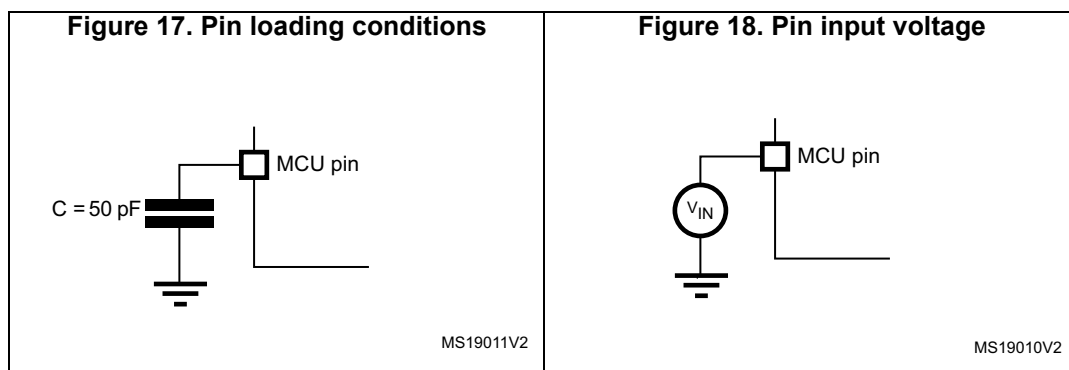 Figure 17. Pin loading conditions
MCU pin
C = 50 pF
MS19011V2
Figure 18. Pin input voltage
MCU pin
VIN
MS19010V2